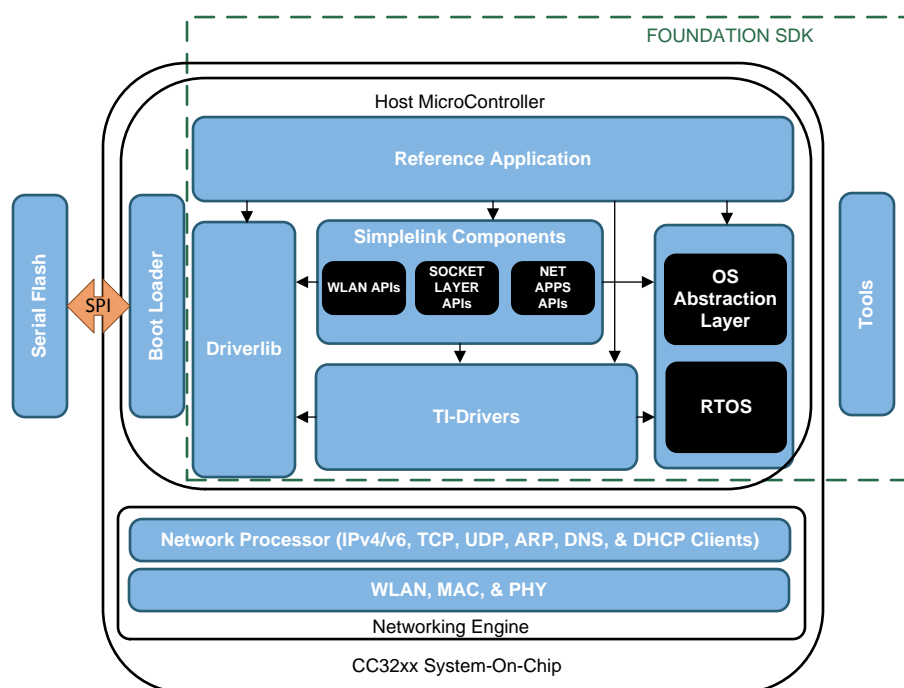 FOUNDATION SDK
Host MicroController
Reference Application
Serial Flash
SPI
Boot Loader
Driverlib
Simplelink Components
WLAN APIs
SOCKET
LAYER
APIs
NET
APPS
APIs
TI-Drivers
OS
Abstraction
Layer
RTOS
Tools
Network Processor (IPv4/v6, TCP, UDP, ARP, DNS, & DHCP Clients)
WLAN, MAC, & PHY
Networking Engine
CC32xx System-On-Chip